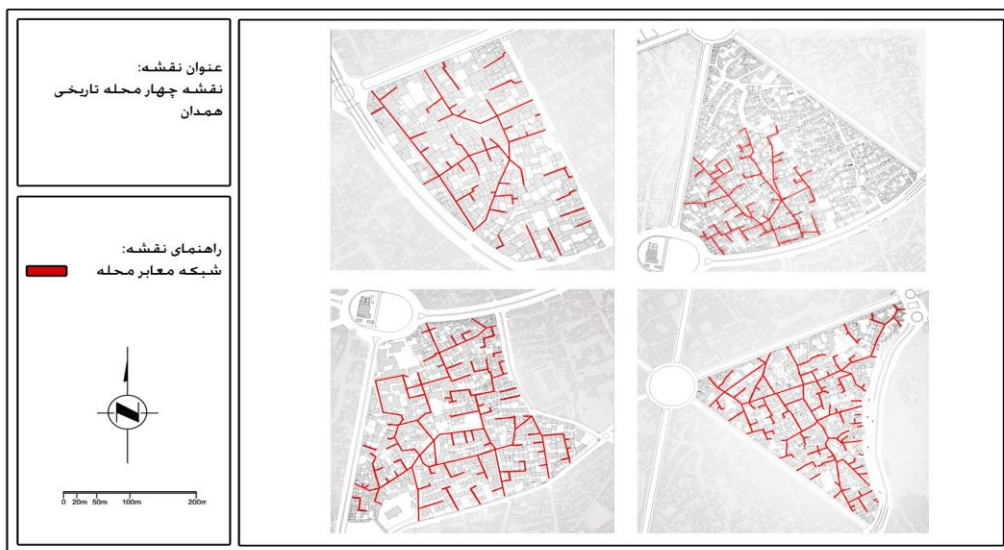 عنوان نقشه:
نقشه چهار محله تاریخی
همدان
راهنمای نقشه:
شبکه معابر محله
0 20m 50m 100m 200m